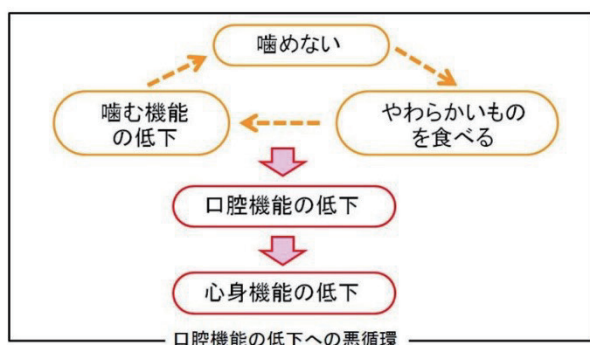 噛めない
噛む機能
の低下
やわらかいもの
を食べる
口腔機能の低下
心身機能の低下
口腔機能の低下への悪循環